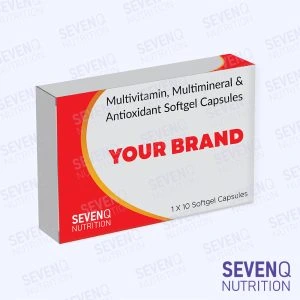 Multivitamin, Multimineral &
Antioxidant Softgel Capsules
YOUR BRAND
SEVENQ
NUTRITION
1 X 10 Softgel Capsules
SEVENQ
NUTRITION